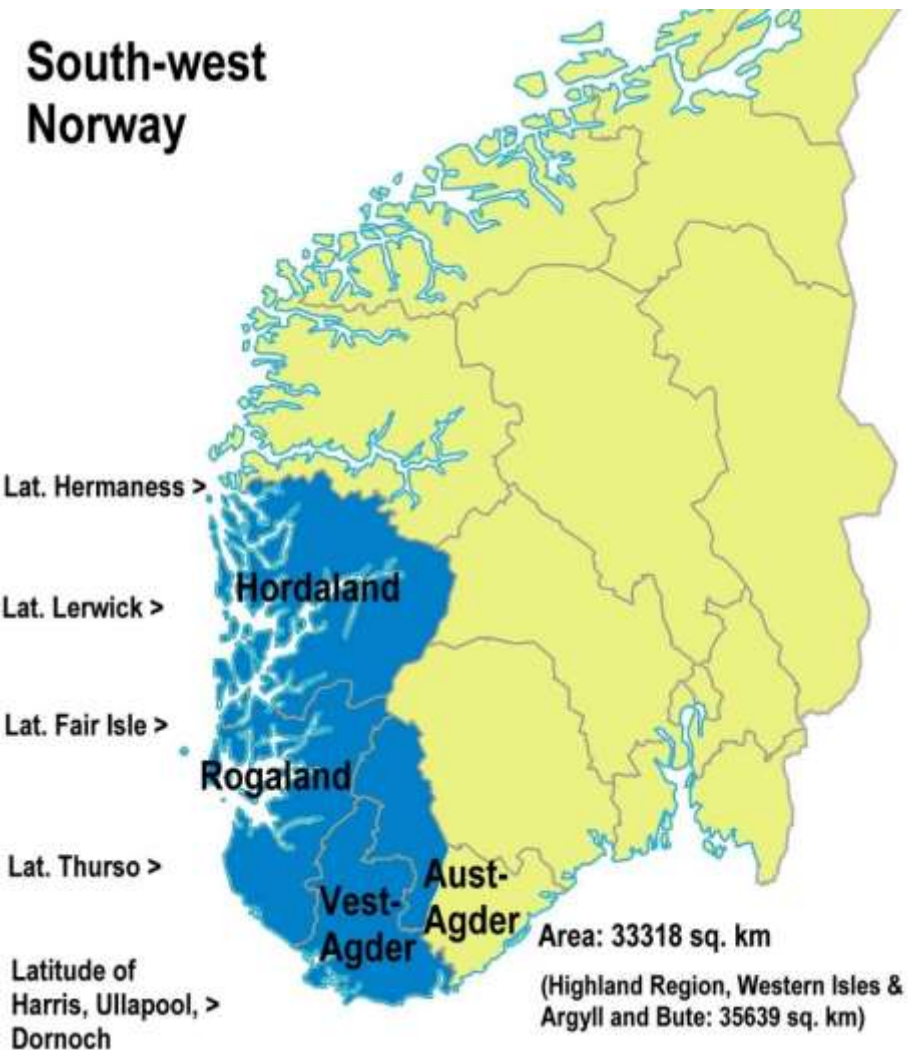 South-west
Norway
Lat. Hermaness >
Hordaland
Lat. Lerwick >
Lat. Fair Isle >
Rogaland
Lat. Thurso >
Aust-
Agder
Vest-
Agder
Area: 33318 sq. km
Latitude of
Harris, Ullapool, >
Dornoch
(Highland Region, Western Isles &
Argyll and Bute: 35639 sq. km)